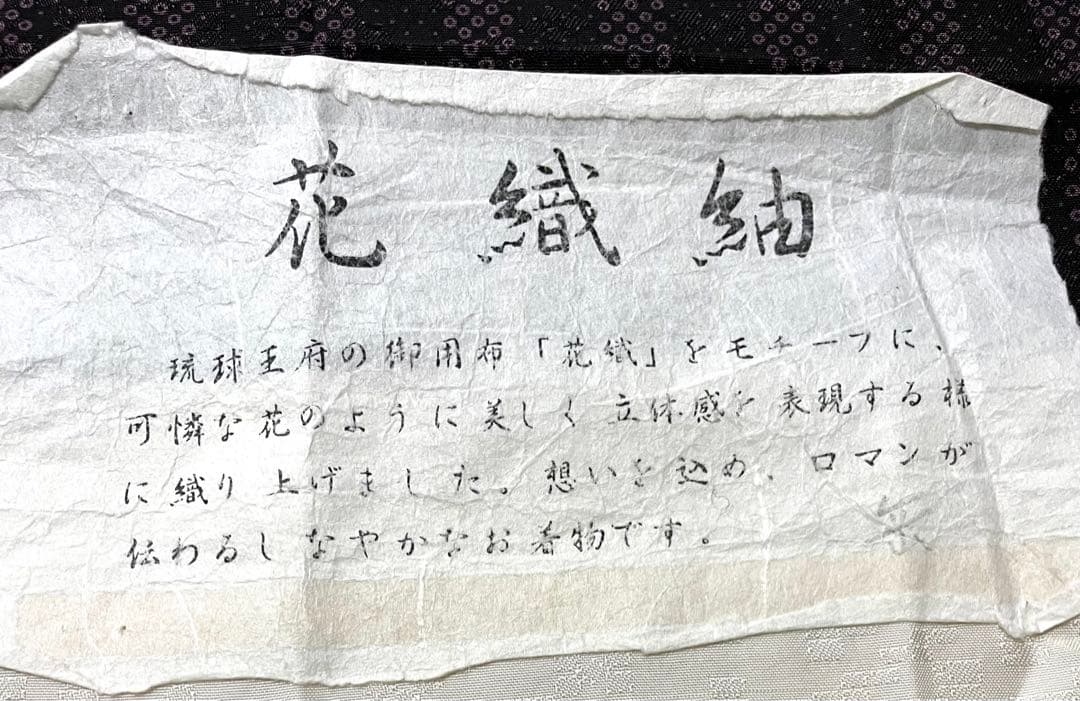 花織紬
琉球王府の御用布「花織」をモチーフに、
可憐な花のように美しく立体感を表現する様
に織り上げました。想いを込め、ロマンが
伝わるしなやかなお着物です。